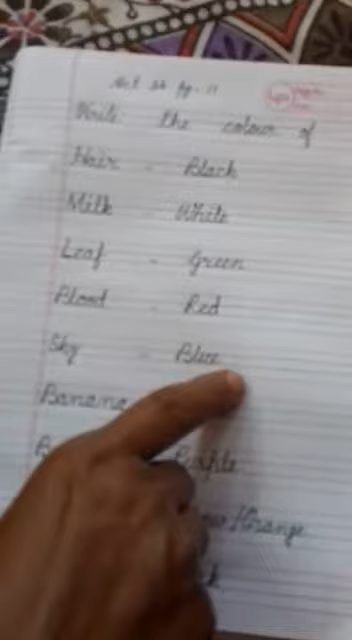 Write the colour of
Hair - Black
Milk - White
Leaf - Green
Blood - Red
Sky - Blue
Banana
Purple
/Orange